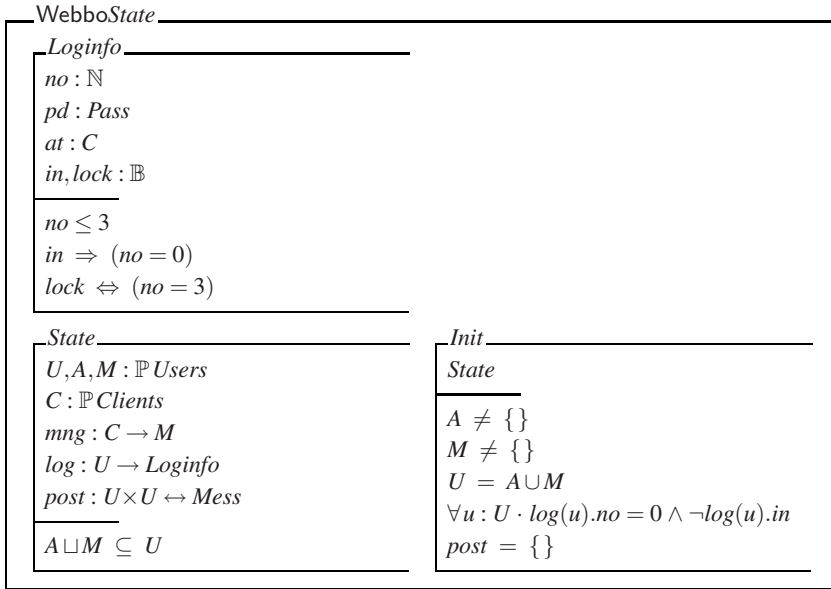 WebboState
Loginfo
no : ℕ
pd : Pass
at : C
in,lock : 𝔹
no ≤ 3
in ⇒ (no = 0)
lock ⇔ (no = 3)
State
U,A,M : ℙ Users
C : ℙ Clients
mng : C → M
log : U → Loginfo
post : U×U ↔ Mess
A ⊔ M ⊆ U
Init
State
A ≠ {}
M ≠ {}
U = A ∪ M
∀u : U · log(u).no = 0 ∧ ¬log(u).in
post = {}